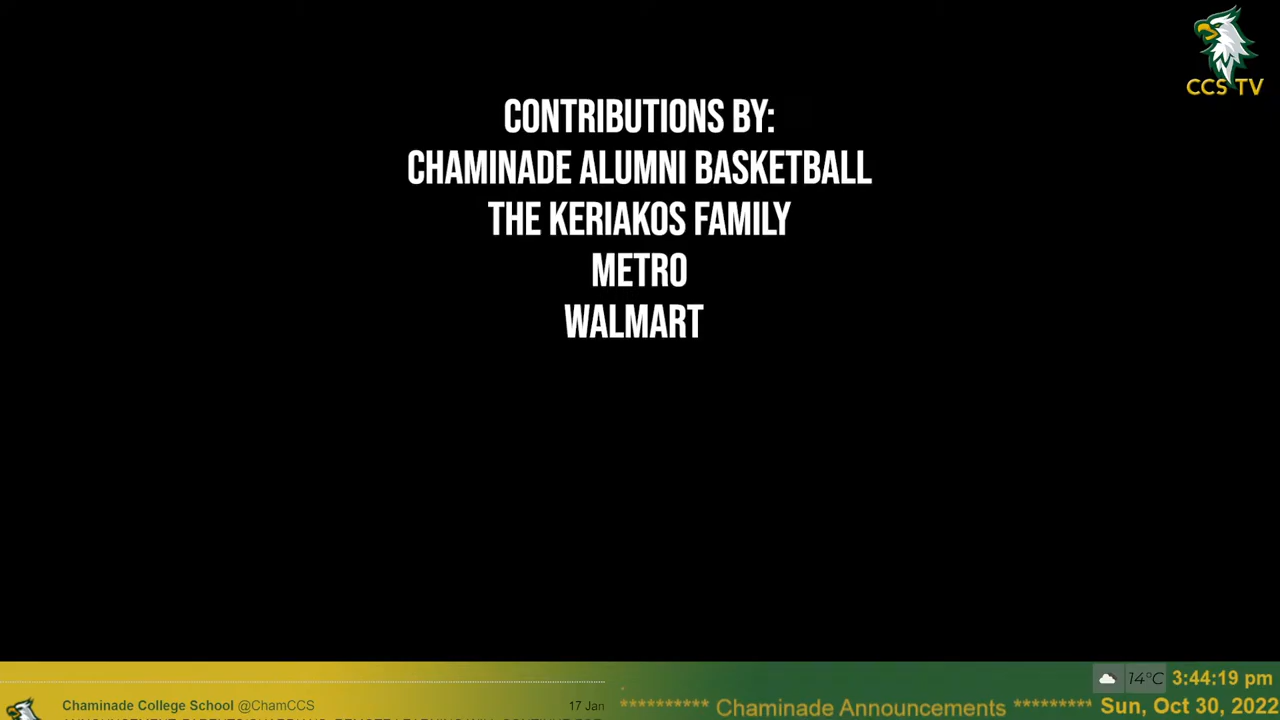 CCS TV
CONTRIBUTIONS BY:
CHAMINADE ALUMNI BASKETBALL
THE KERIAKOS FAMILY
METRO
WALMART
14°C 3:44:19 pm
Chaminade College School @ChamCCS 17 Jan
********** Chaminade Announcements *********
Sun, Oct 30, 2022